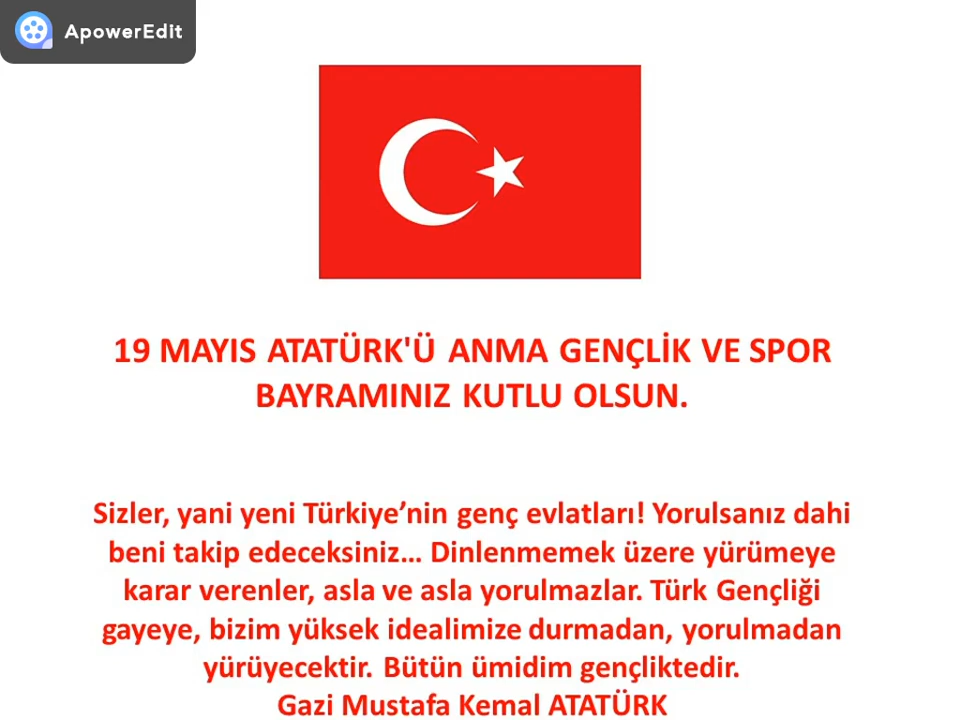 ApowerEdit
19 MAYIS ATATÜRK'Ü ANMA GENÇLİK VE SPOR
BAYRAMINIZ KUTLU OLSUN.
Sizler, yani yeni Türkiye’nin genç evlatları! Yorulsanız dahi
beni takip edeceksiniz… Dinlenmemek üzere yürümeye
karar verenler, asla ve asla yorulmazlar. Türk Gençliği
gayeye, bizim yüksek idealimize durmadan, yorulmadan
yürüyecektir. Bütün ümidim gençliktedir.
Gazi Mustafa Kemal ATATÜRK